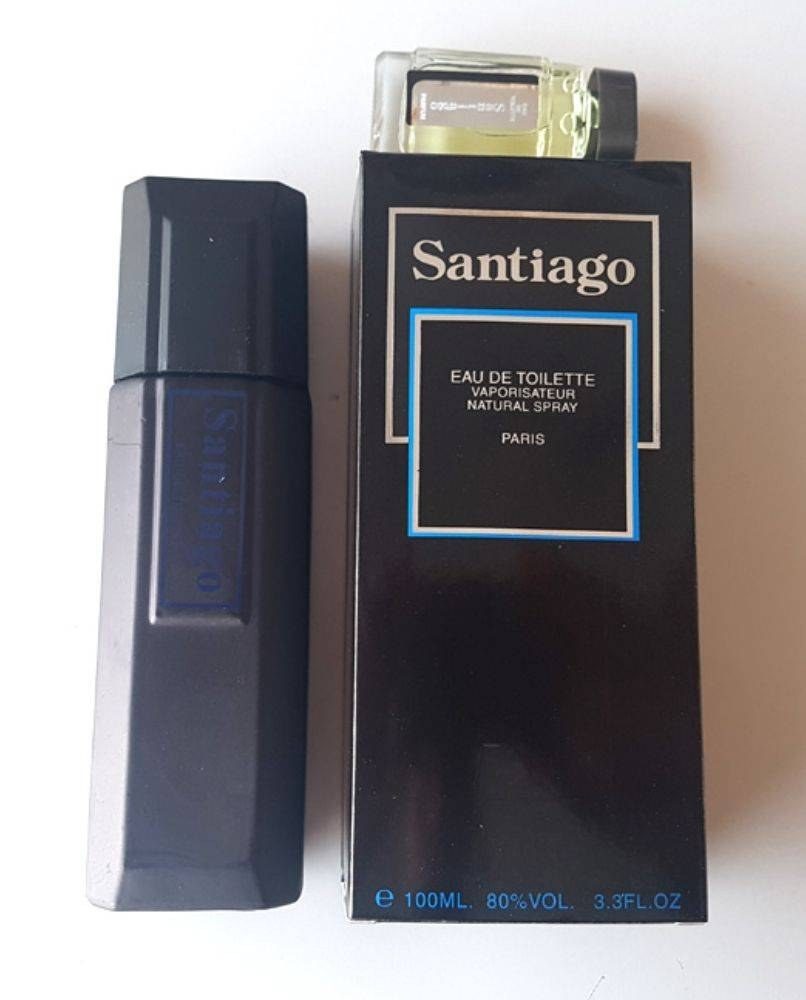 Santiago
EAU DE TOILETTE
VAPORISATEUR
NATURAL SPRAY
PARIS
℮ 100ML. 80%VOL. 3.3FL.OZ
Santiago